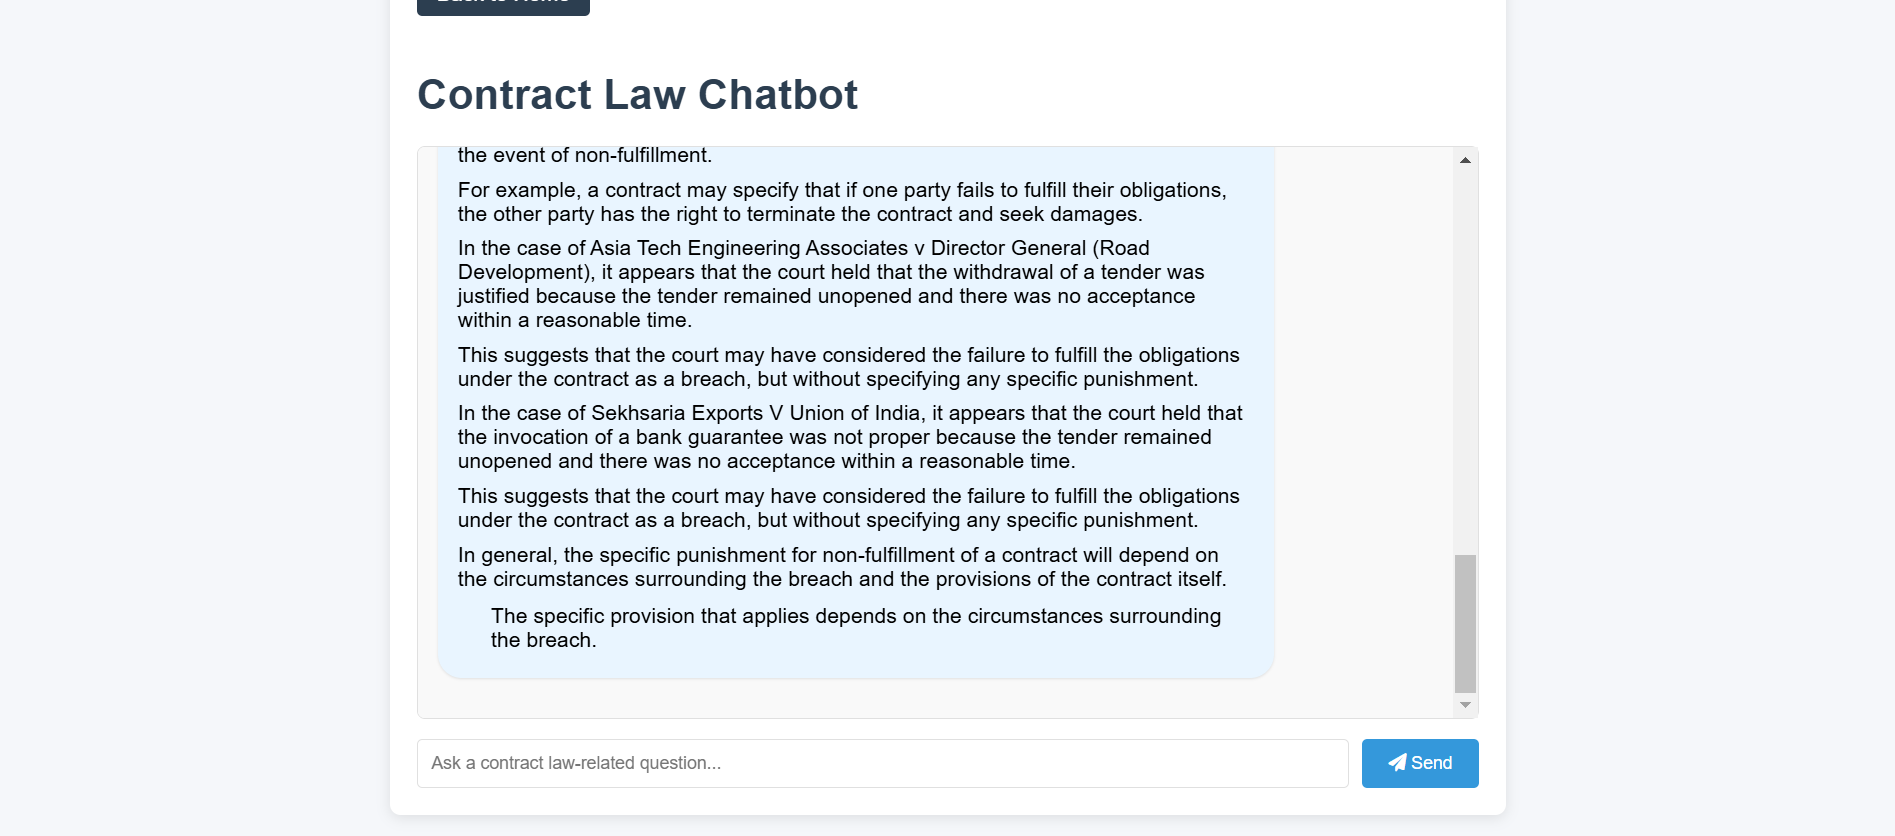 Back to Home
Contract Law Chatbot
the event of non-fulfillment.
For example, a contract may specify that if one party fails to fulfill their obligations,
the other party has the right to terminate the contract and seek damages.
In the case of Asia Tech Engineering Associates v Director General (Road
Development), it appears that the court held that the withdrawal of a tender was
justified because the tender remained unopened and there was no acceptance
within a reasonable time.
This suggests that the court may have considered the failure to fulfill the obligations
under the contract as a breach, but without specifying any specific punishment.
In the case of Sekhsaria Exports V Union of India, it appears that the court held that
the invocation of a bank guarantee was not proper because the tender remained
unopened and there was no acceptance within a reasonable time.
This suggests that the court may have considered the failure to fulfill the obligations
under the contract as a breach, but without specifying any specific punishment.
In general, the specific punishment for non-fulfillment of a contract will depend on
the circumstances surrounding the breach and the provisions of the contract itself.
The specific provision that applies depends on the circumstances surrounding
the breach.
Ask a contract law-related question...
Send